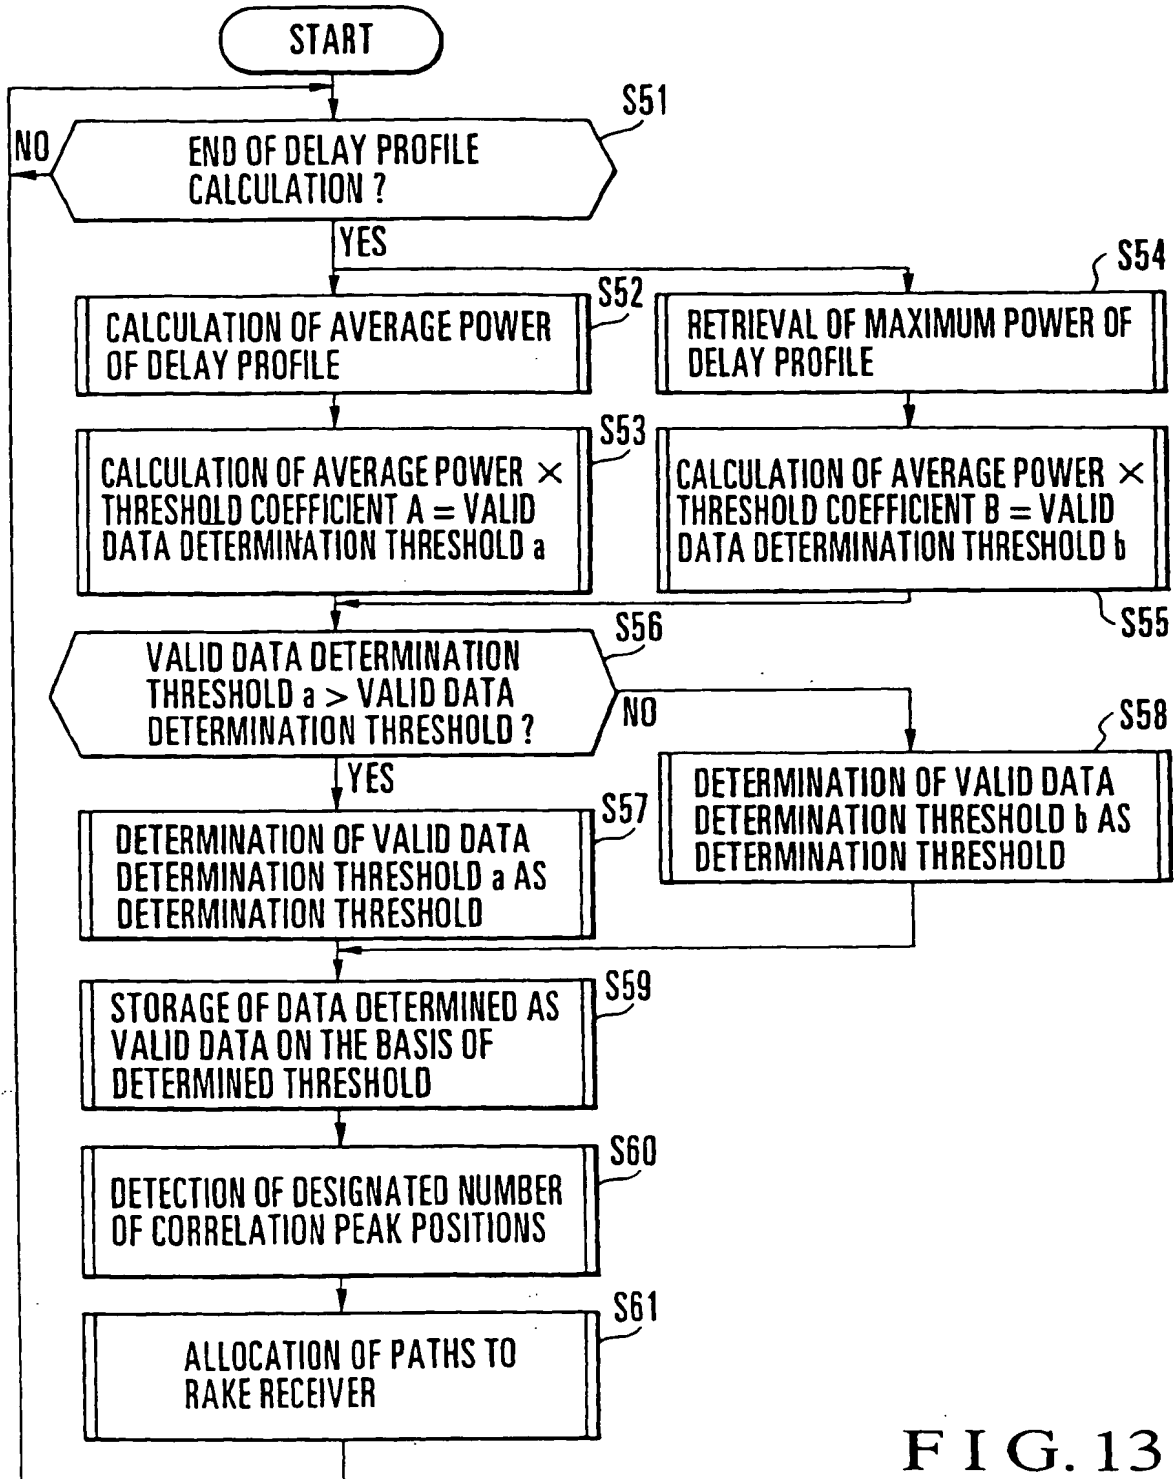 START
S51
NO
END OF DELAY PROFILE
CALCULATION ?
YES
S52
CALCULATION OF AVERAGE POWER
OF DELAY PROFILE
S54
RETRIEVAL OF MAXIMUM POWER OF
DELAY PROFILE
S53
CALCULATION OF AVERAGE POWER ×
THRESHOLD COEFFICIENT A = VALID
DATA DETERMINATION THRESHOLD a
CALCULATION OF AVERAGE POWER ×
THRESHOLD COEFFICIENT B = VALID
DATA DETERMINATION THRESHOLD b
S55
S56
VALID DATA DETERMINATION
THRESHOLD a > VALID DATA
DETERMINATION THRESHOLD ?
NO
YES
S58
DETERMINATION OF VALID DATA
DETERMINATION THRESHOLD b AS
DETERMINATION THRESHOLD
S57
DETERMINATION OF VALID DATA
DETERMINATION THRESHOLD a AS
DETERMINATION THRESHOLD
S59
STORAGE OF DATA DETERMINED AS
VALID DATA ON THE BASIS OF
DETERMINED THRESHOLD
S60
DETECTION OF DESIGNATED NUMBER
OF CORRELATION PEAK POSITIONS
S61
ALLOCATION OF PATHS TO
RAKE RECEIVER
FIG. 13